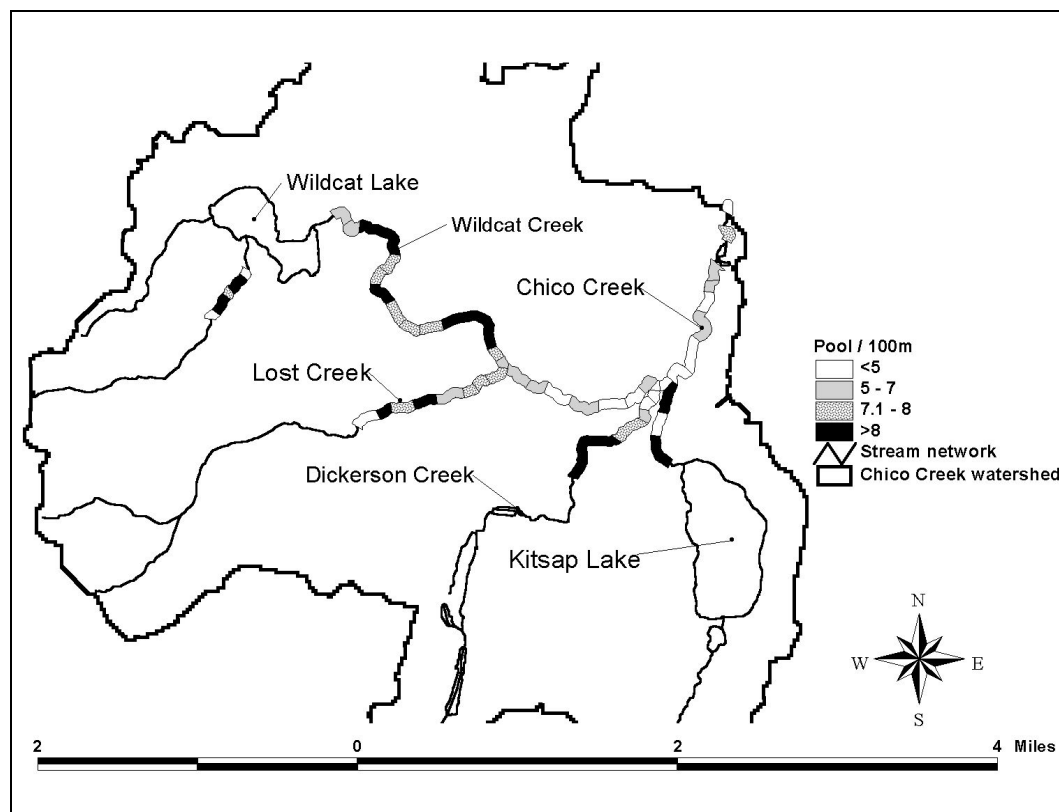 Wildcat Lake
Wildcat Creek
Chico Creek
Lost Creek
Dickerson Creek
Kitsap Lake
Pool / 100m
<5
5 - 7
7.1 - 8
>8
Stream network
Chico Creek watershed
N
W E
S
2 0 2 4 Miles